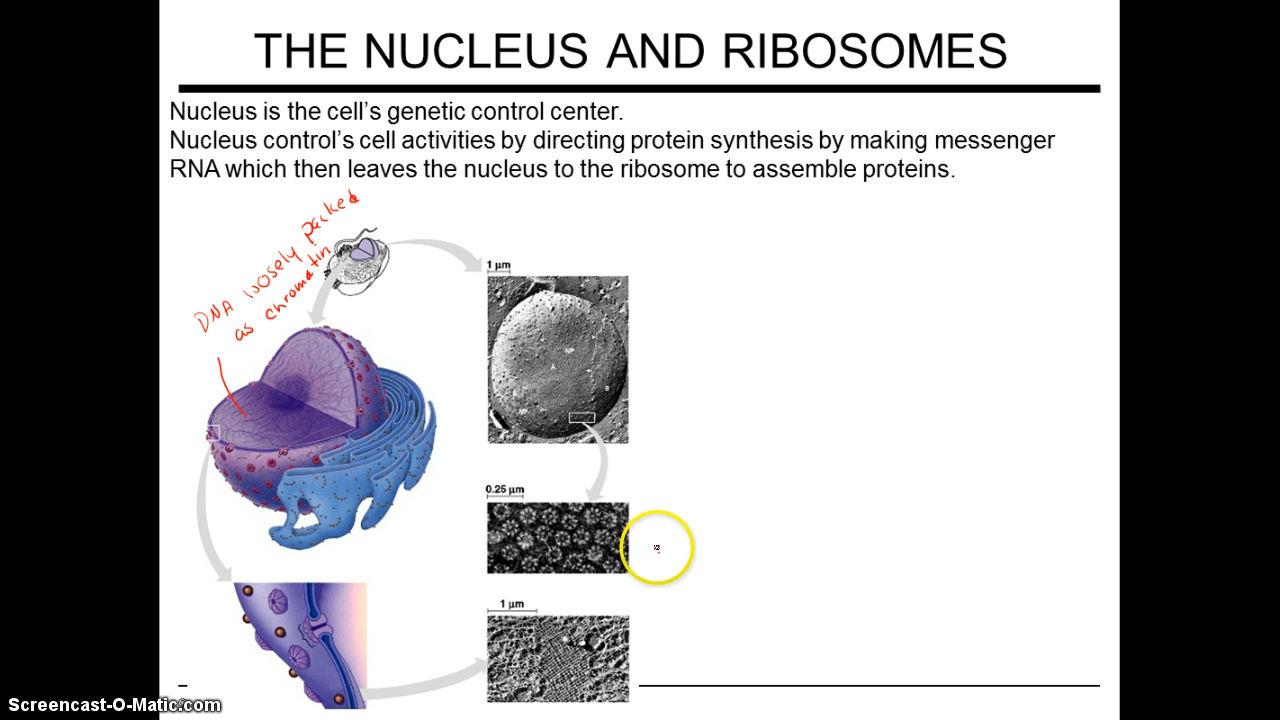 THE NUCLEUS AND RIBOSOMES
Nucleus is the cell’s genetic control center.
Nucleus control’s cell activities by directing protein synthesis by making messenger
RNA which then leaves the nucleus to the ribosome to assemble proteins.
DNA loosely packed
as chromatin
1 µm
NP
A
B
0.25 µm
1 µm
Screencast-O-Matic.com